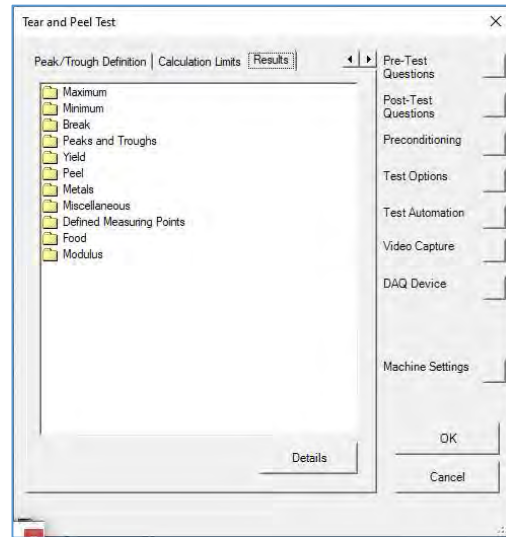 Tear and Peel Test
Peak/Trough Definition Calculation Limits Results
Maximum
Minimum
Break
Peaks and Troughs
Yield
Peel
Metals
Miscellaneous
Defined Measuring Points
Food
Modulus
Details
Pre-Test
Questions
Post-Test
Questions
Preconditioning
Test Options
Test Automation
Video Capture
DAQ Device
Machine Settings
OK
Cancel